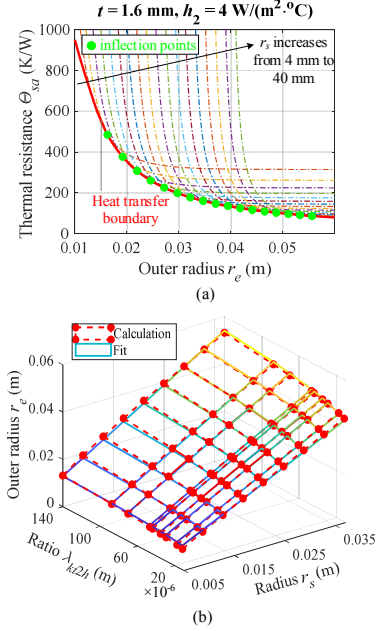 t = 1.6 mm, h2 = 4 W/(m²·°C)
Thermal resistance Θsa (K/W)
1000
800
600
400
200
0
inflection points
rs increases
from 4 mm to
40 mm
Heat transfer
boundary
0.01 0.02 0.03 0.04 0.05
Outer radius re (m)
(a)
Calculation
Fit
Outer radius re (m)
0.06
0.04
0.02
0
140
100
60
20
×10⁻⁶
Ratio λkt2h (m)
0.005
0.015
0.025
0.035
Radius rs (m)
(b)